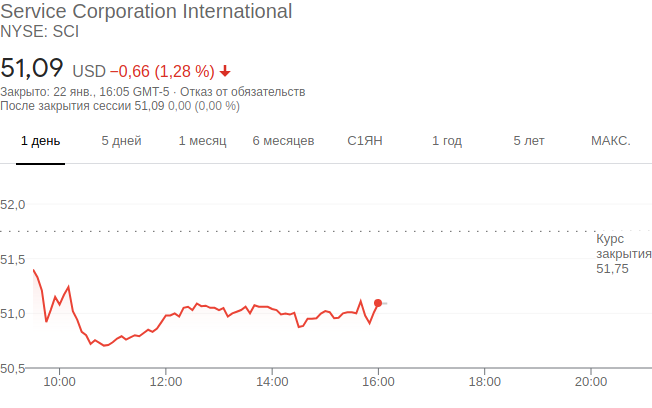 Service Corporation International
NYSE: SCI
51,09 USD −0,66 (1,28 %)
Закрыто: 22 янв., 16:05 GMT-5 · Отказ от обязательств
После закрытия сессии 51,09 0,00 (0,00 %)
1 день 5 дней 1 месяц 6 месяцев С1ЯН 1 год 5 лет МАКС.
52,0
Курс
закрытия
51,75
51,5
51,0
50,5
10:00 12:00 14:00 16:00 18:00 20:00